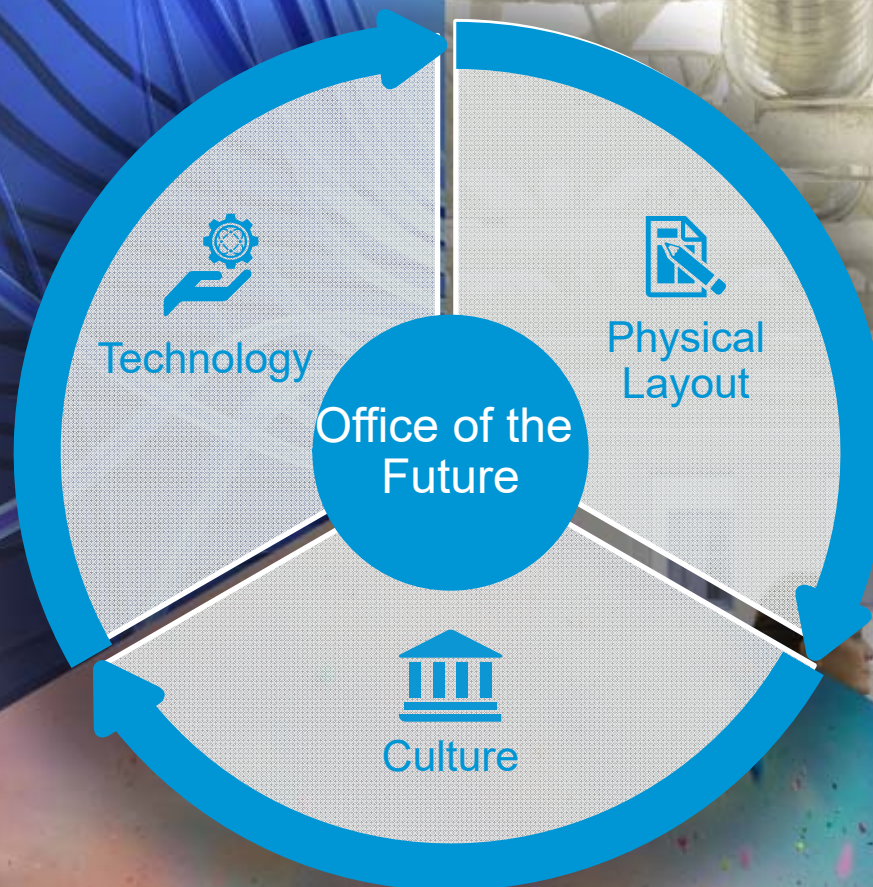 Technology
Physical
Layout
Office of the
Future
Culture